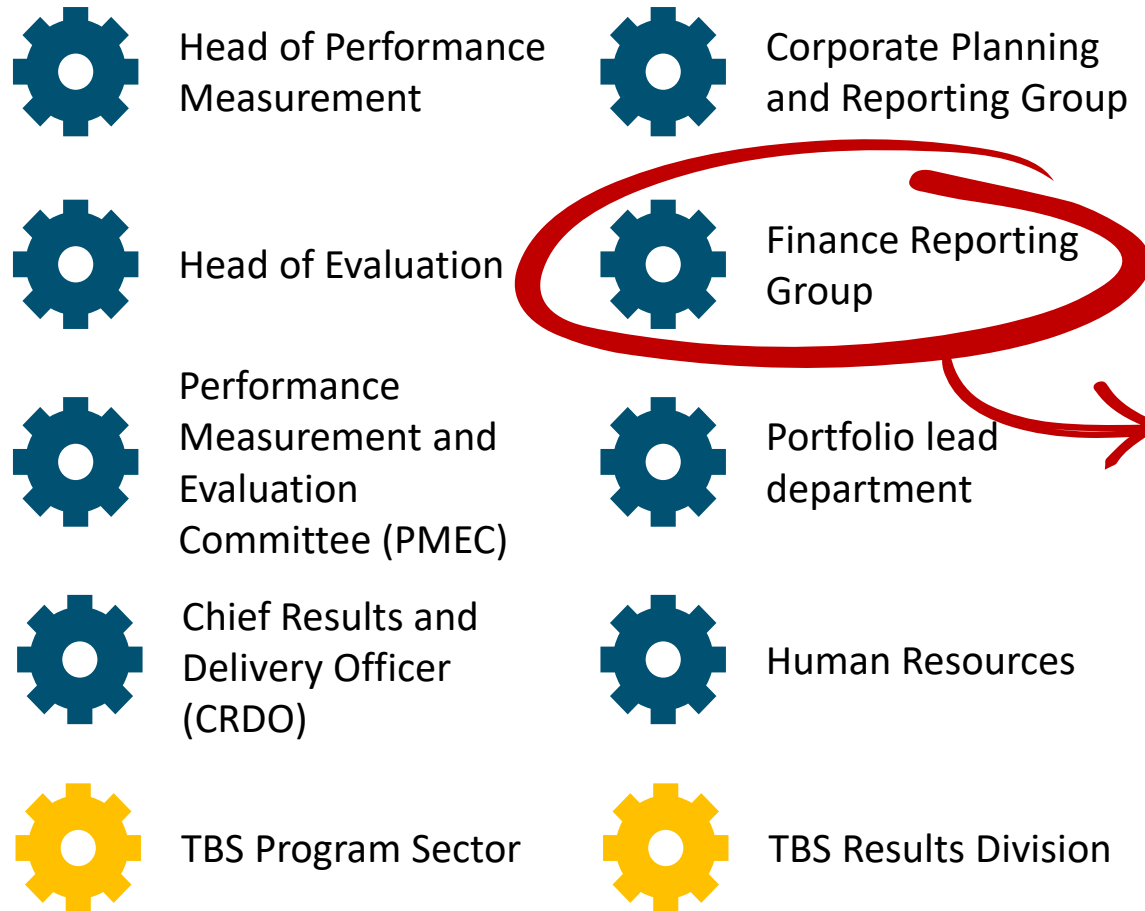 Head of Performance
Measurement
Corporate Planning
and Reporting Group
Head of Evaluation
Finance Reporting
Group
Performance
Measurement and
Evaluation
Committee (PMEC)
Portfolio lead
department
Chief Results and
Delivery Officer
(CRDO)
Human Resources
TBS Program Sector
TBS Results Division